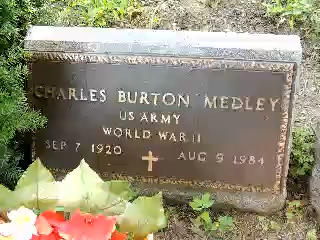 CHARLES BURTON MEDLEY
US ARMY
WORLD WAR II
SEP 7 1920 AUG 9 1984